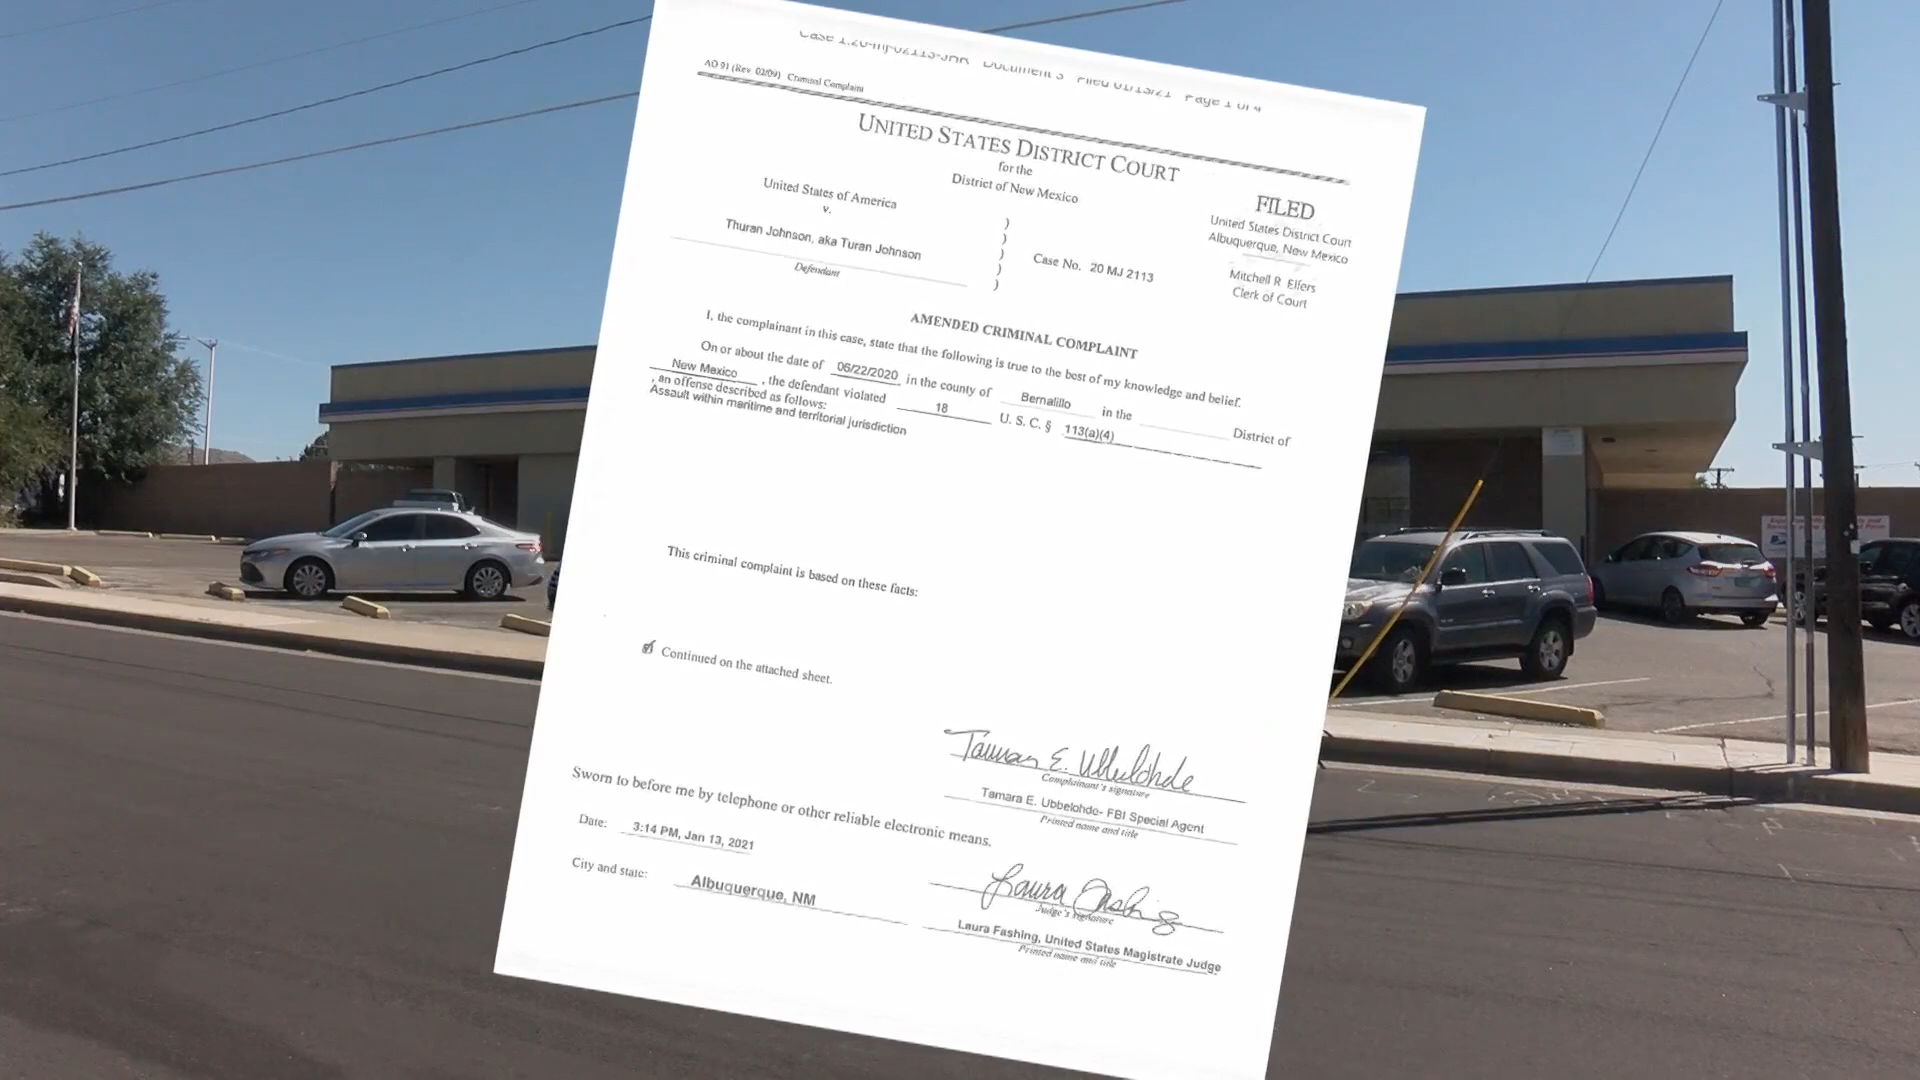 Case 1:20-mj-02113-JHR Document 3 Filed 01/13/21 Page 1 of 4
AO 91 (Rev. 02/09) Criminal Complaint
UNITED STATES DISTRICT COURT
for the
District of New Mexico
United States of America
v.
Thuran Johnson, aka Turan Johnson
Defendant
)
)
)
)
)
Case No. 20 MJ 2113
FILED
United States District Court
Albuquerque, New Mexico
Mitchell R. Elfers
Clerk of Court
AMENDED CRIMINAL COMPLAINT
I, the complainant in this case, state that the following is true to the best of my knowledge and belief.
On or about the date of 06/22/2020 in the county of Bernalillo in the District of
New Mexico , the defendant violated 18 U. S. C. § 113(a)(4)
, an offense described as follows:
Assault within maritime and territorial jurisdiction
This criminal complaint is based on these facts:
Continued on the attached sheet.
Tamara E. Ubbelohde
Complainant's signature
Tamara E. Ubbelohde- FBI Special Agent
Printed name and title
Sworn to before me by telephone or other reliable electronic means.
Date: 3:14 PM, Jan 13, 2021
Laura Fashing
Judge's signature
City and state: Albuquerque, NM
Laura Fashing, United States Magistrate Judge
Printed name and title